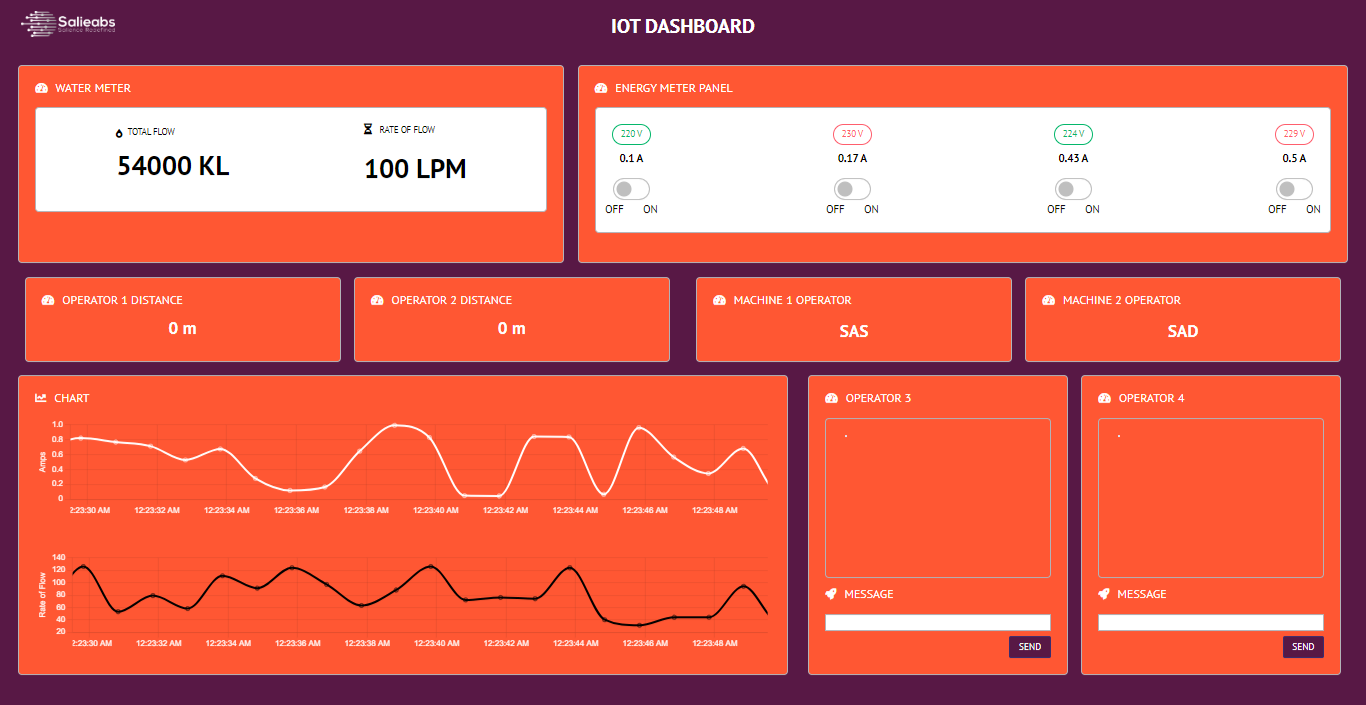 Salieabs
Salience Redefined
IOT DASHBOARD
WATER METER
TOTAL FLOW
54000 KL
RATE OF FLOW
100 LPM
ENERGY METER PANEL
220 V
0.1 A
OFF ON
230 V
0.17 A
OFF ON
224 V
0.43 A
OFF ON
229 V
0.5 A
OFF ON
OPERATOR 1 DISTANCE
0 m
OPERATOR 2 DISTANCE
0 m
MACHINE 1 OPERATOR
SAS
MACHINE 2 OPERATOR
SAD
CHART
Amps
1.0
0.8
0.6
0.4
0.2
0
2:23:30 AM 12:23:32 AM 12:23:34 AM 12:23:36 AM 12:23:38 AM 12:23:40 AM 12:23:42 AM 12:23:44 AM 12:23:46 AM 12:23:48 AM
Rate of Flow
140
120
100
80
60
40
20
2:23:30 AM 12:23:32 AM 12:23:34 AM 12:23:36 AM 12:23:38 AM 12:23:40 AM 12:23:42 AM 12:23:44 AM 12:23:46 AM 12:23:48 AM
OPERATOR 3
MESSAGE
SEND
OPERATOR 4
MESSAGE
SEND